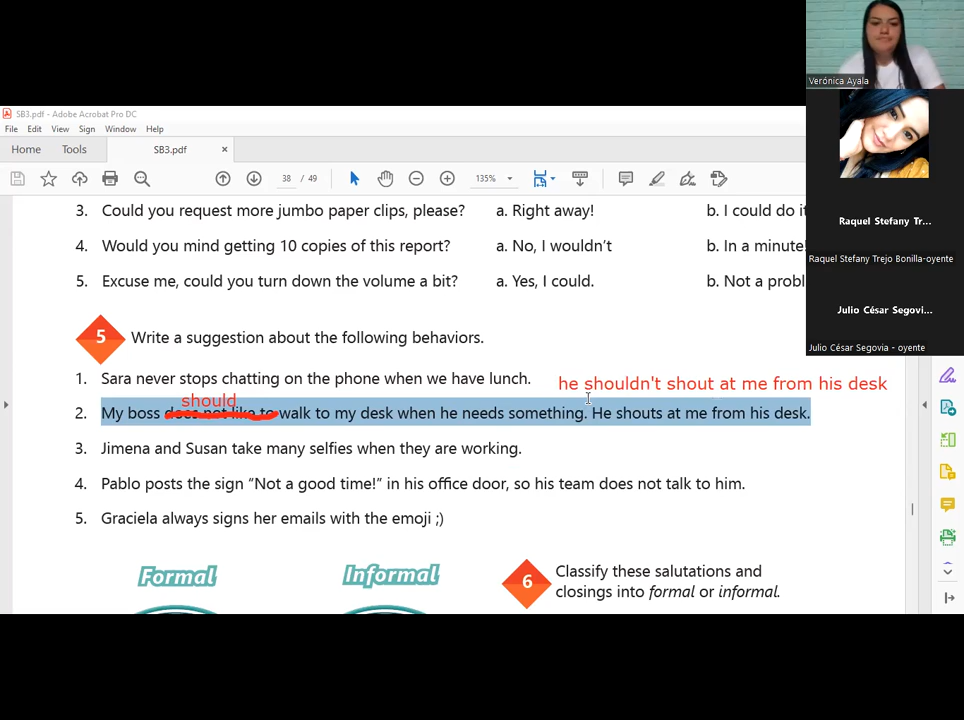 Verónica Ayala
SB3.pdf - Adobe Acrobat Pro DC
File Edit View Sign Window Help
Home Tools SB3.pdf ×
38 / 49 135%
3. Could you request more jumbo paper clips, please? a. Right away! b. I could do it
4. Would you mind getting 10 copies of this report? a. No, I wouldn't b. In a minute!
Raquel Stefany Tr...
Raquel Stefany Trejo Bonilla-oyente
5. Excuse me, could you turn down the volume a bit? a. Yes, I could. b. Not a probl
Julio César Segovi...
Julio César Segovia - oyente
5 Write a suggestion about the following behaviors.
1. Sara never stops chatting on the phone when we have lunch.
he shouldn't shout at me from his desk
should
2. My boss does not like to walk to my desk when he needs something. He shouts at me from his desk.
3. Jimena and Susan take many selfies when they are working.
4. Pablo posts the sign “Not a good time!” in his office door, so his team does not talk to him.
5. Graciela always signs her emails with the emoji ;)
Formal Informal
6 Classify these salutations and
closings into formal or informal.